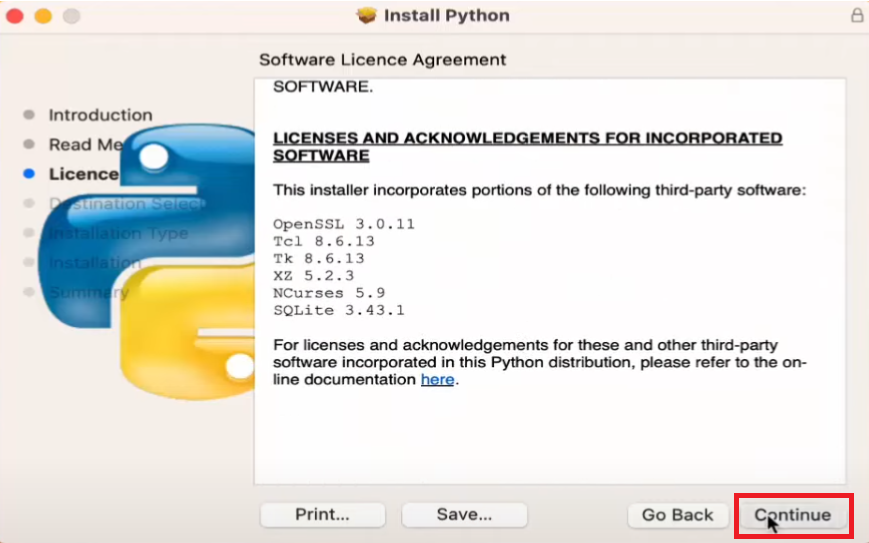 Install Python
Software Licence Agreement
Introduction
Read Me
Licence
Destination Select
Installation Type
Installation
Summary
SOFTWARE.
LICENSES AND ACKNOWLEDGEMENTS FOR INCORPORATED
SOFTWARE
This installer incorporates portions of the following third-party software:
OpenSSL 3.0.11
Tcl 8.6.13
Tk 8.6.13
XZ 5.2.3
NCurses 5.9
SQLite 3.43.1
For licenses and acknowledgements for these and other third-party
software incorporated in this Python distribution, please refer to the on-
line documentation here.
Print...
Save...
Go Back
Continue